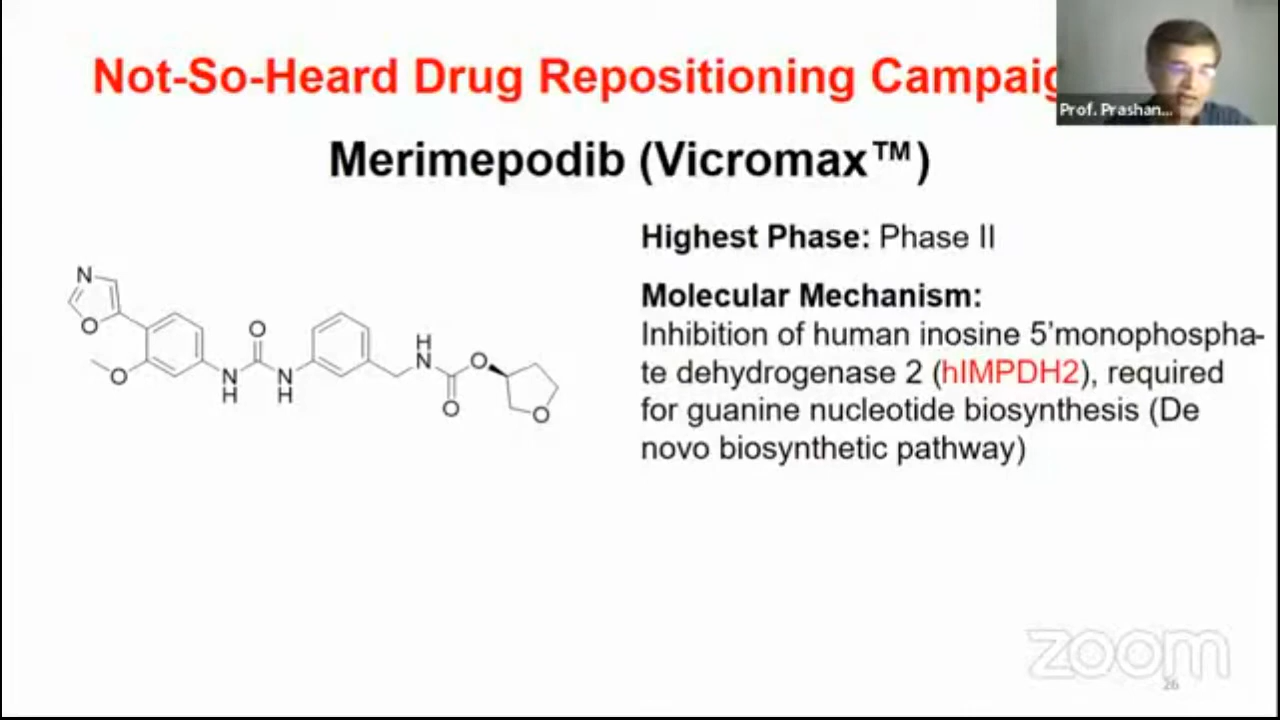 Not-So-Heard Drug Repositioning Campaig
Prof. Prashan...
Merimepodib (Vicromax™)
Highest Phase: Phase II
Molecular Mechanism:
Inhibition of human inosine 5’monophospha-
te dehydrogenase 2 (hIMPDH2), required
for guanine nucleotide biosynthesis (De
novo biosynthetic pathway)
N
O
O
O
N
H
N
H
H
N
O
O
O
zoom
26